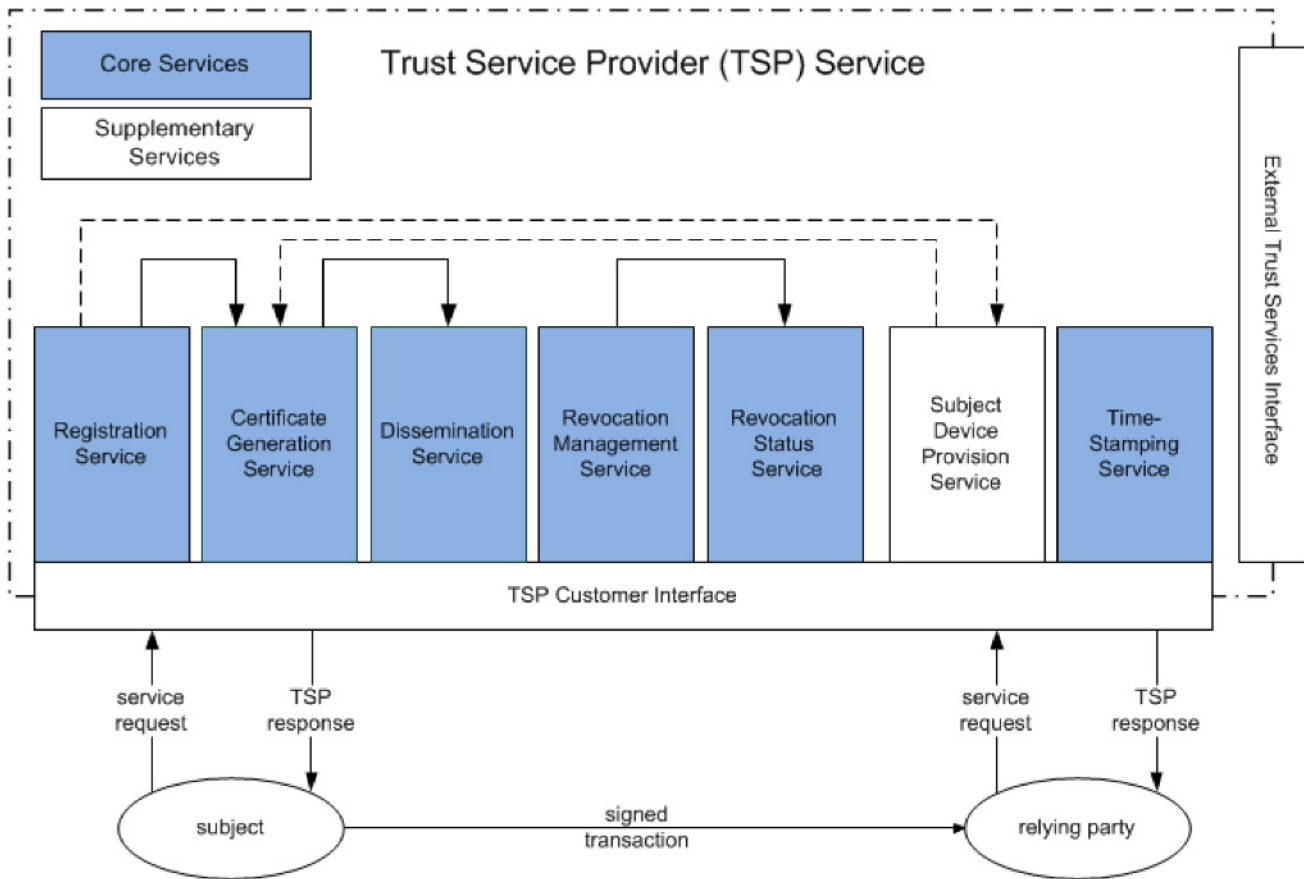 Core Services
Trust Service Provider (TSP) Service
Supplementary
Services
External Trust Services Interface
Registration
Service
Certificate
Generation
Service
Dissemination
Service
Revocation
Management
Service
Revocation
Status
Service
Subject
Device
Provision
Service
Time-
Stamping
Service
TSP Customer Interface
service
request
TSP
response
service
request
TSP
response
subject
signed
transaction
relying party